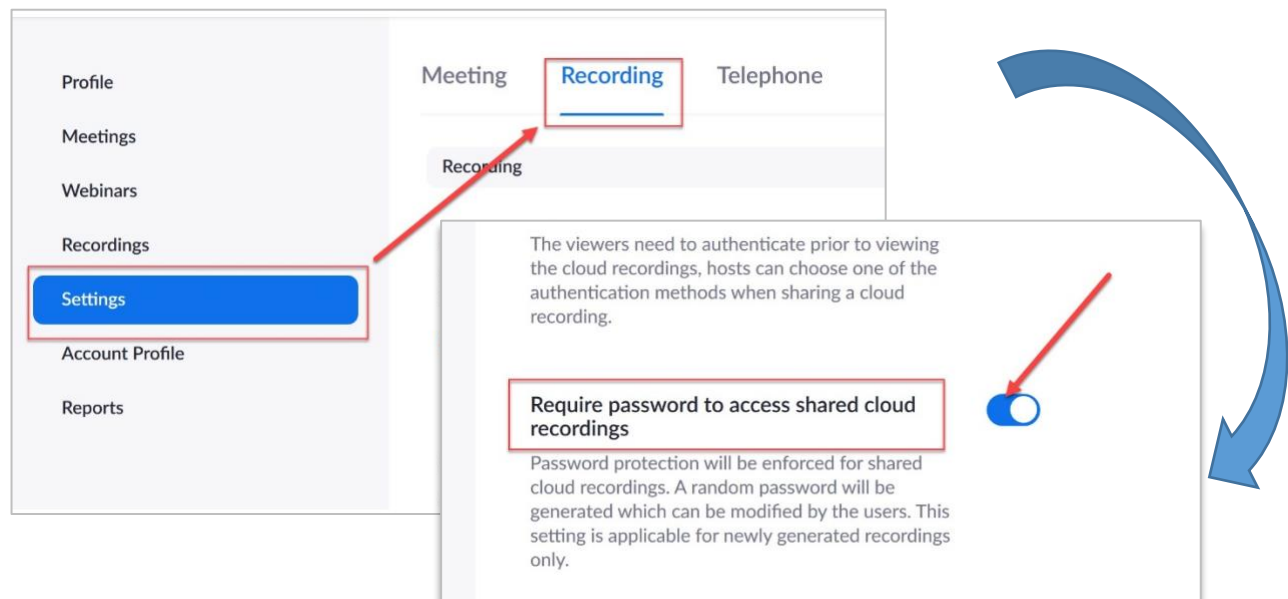 Profile
Meetings
Webinars
Recordings
Settings
Account Profile
Reports
Meeting Recording Telephone
Recording
The viewers need to authenticate prior to viewing
the cloud recordings, hosts can choose one of the
authentication methods when sharing a cloud
recording.
Require password to access shared cloud
recordings
Password protection will be enforced for shared
cloud recordings. A random password will be
generated which can be modified by the users. This
setting is applicable for newly generated recordings
only.